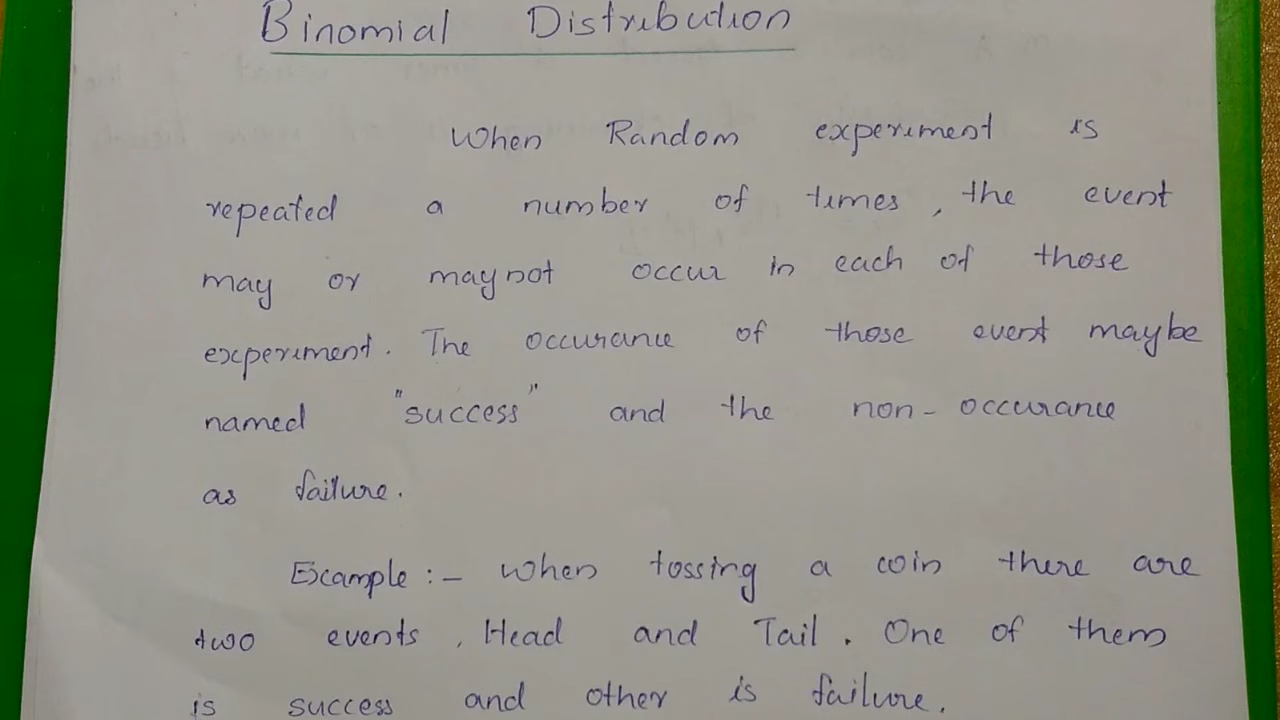 Binomial Distribution
When Random experiment is
repeated a number of times, the event
may or maynot occur in each of those
experiment. The occurance of those event maybe
named "success" and the non-occurance
as failure.
Example :- When tossing a coin there are
two events, Head and Tail. One of them
is success and other is failure.